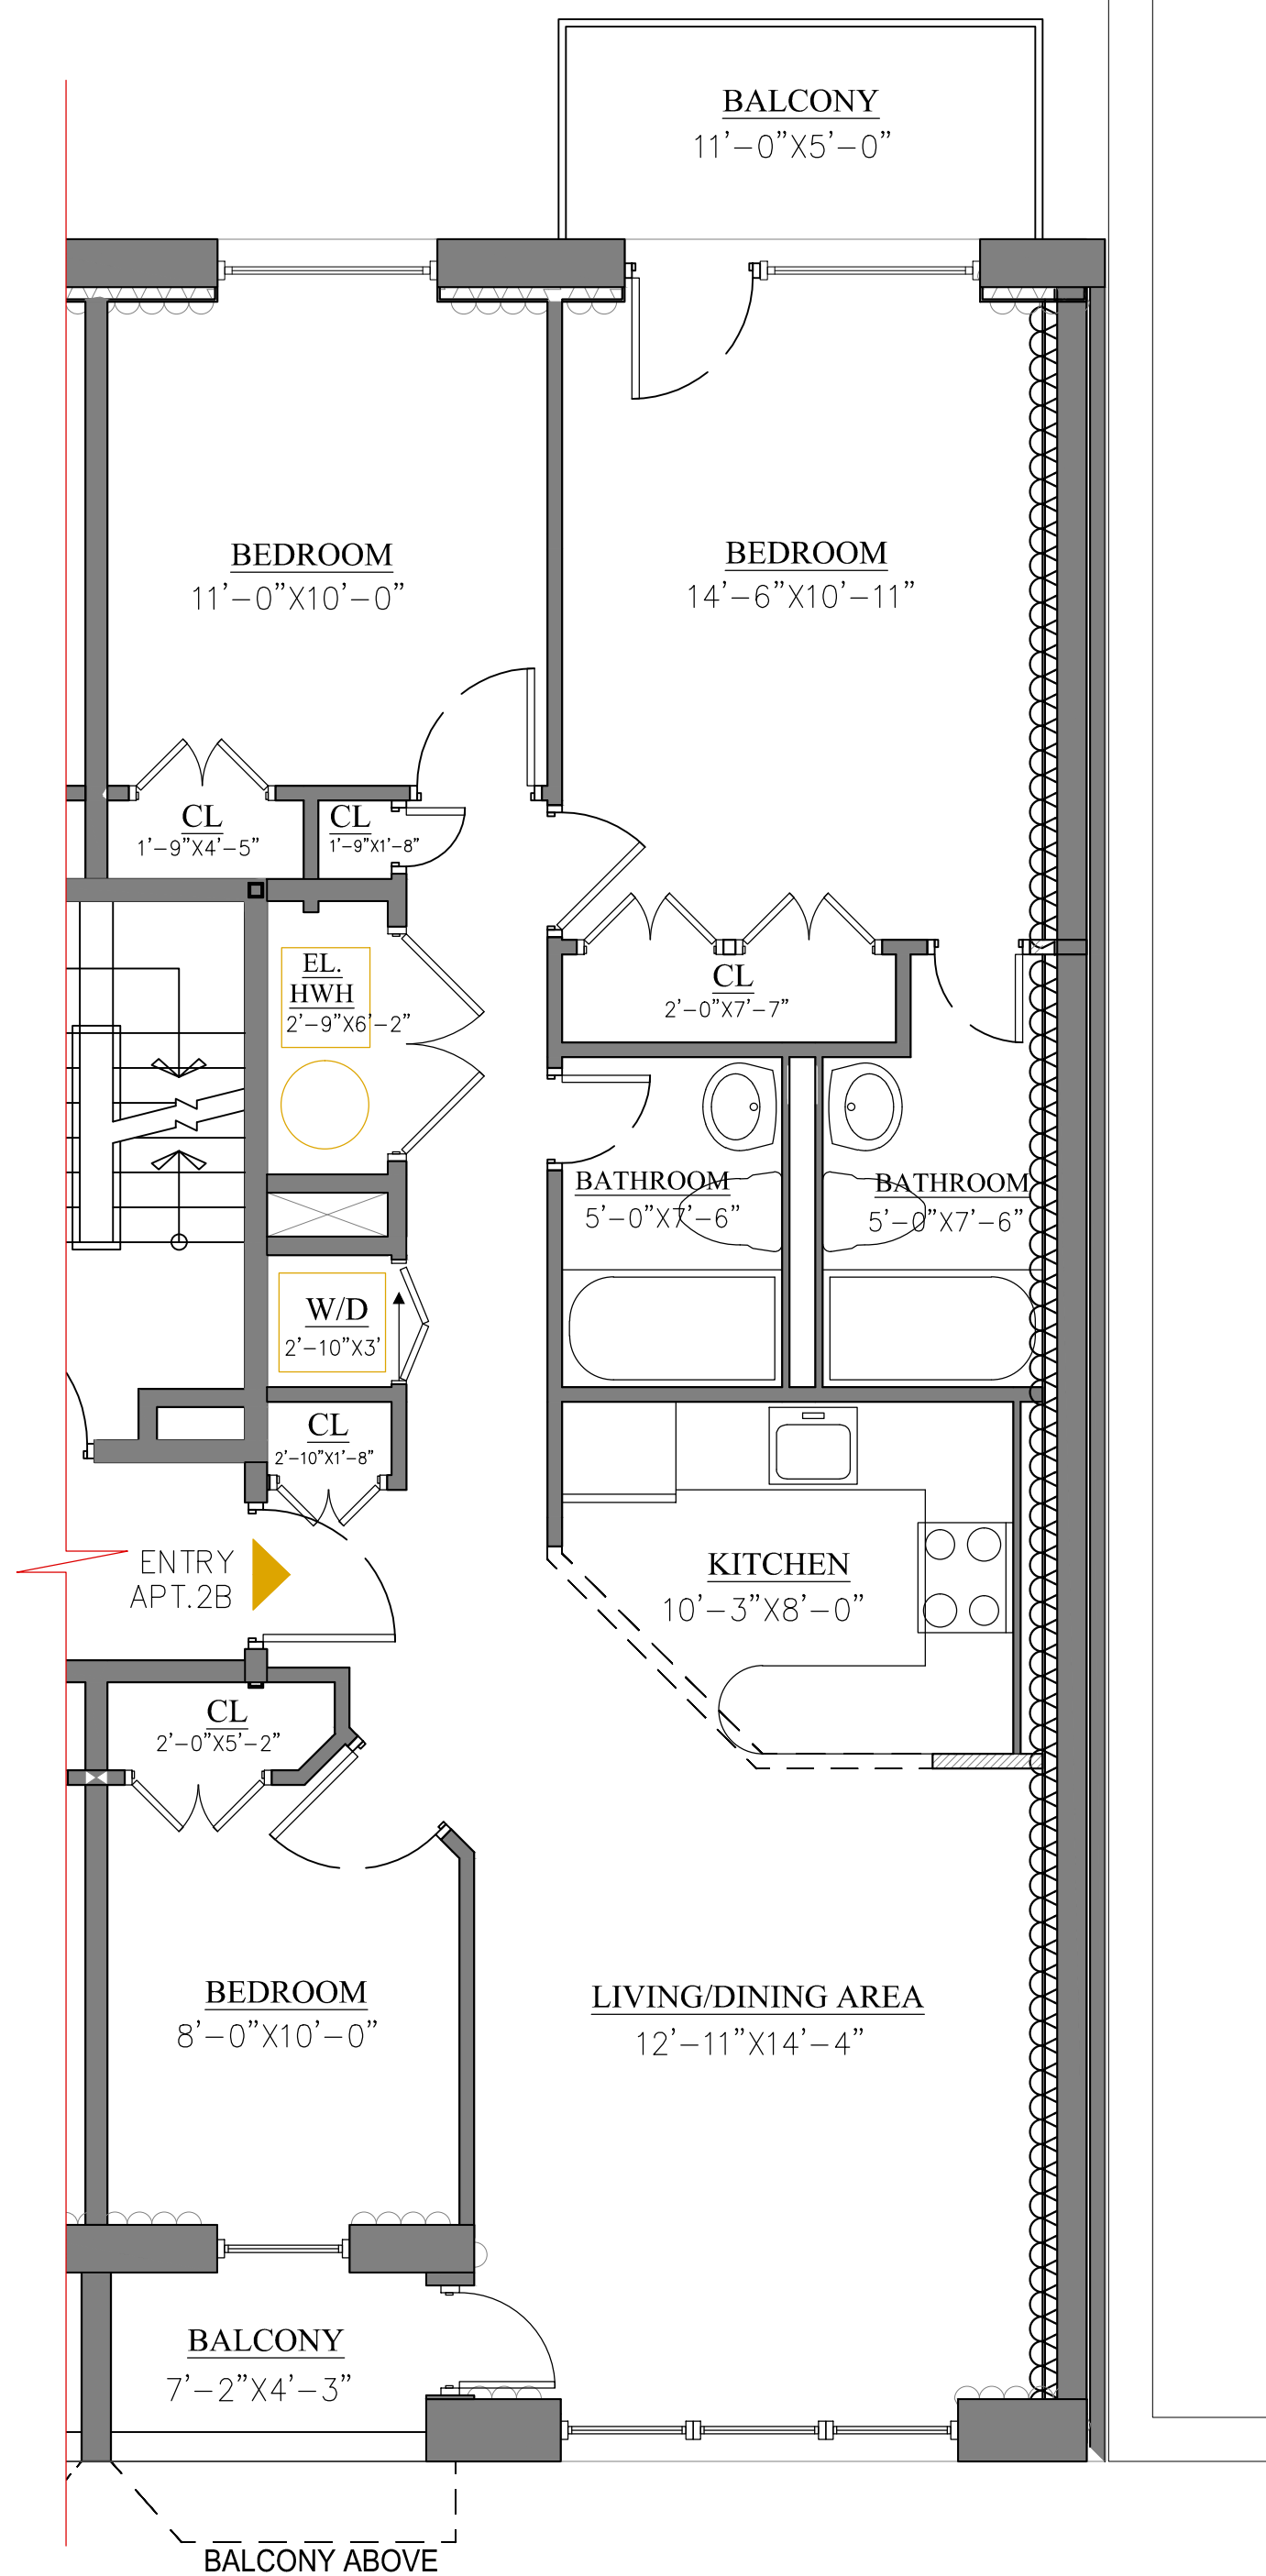 BALCONY
11'-0"X5'-0"
BEDROOM
11'-0"X10'-0"
BEDROOM
14'-6"X10'-11"
CL
1'-9"X4'-5"
CL
1'-9"X1'-8"
EL.
HWH
2'-9"X6'-2"
CL
2'-0"X7'-7"
BATHROOM
5'-0"X7'-6"
BATHROOM
5'-0"X7'-6"
W/D
2'-10"X3'
CL
2'-10"X1'-8"
ENTRY
APT.2B
KITCHEN
10'-3"X8'-0"
CL
2'-0"X5'-2"
BEDROOM
8'-0"X10'-0"
LIVING/DINING AREA
12'-11"X14'-4"
BALCONY
7'-2"X4'-3"
BALCONY ABOVE